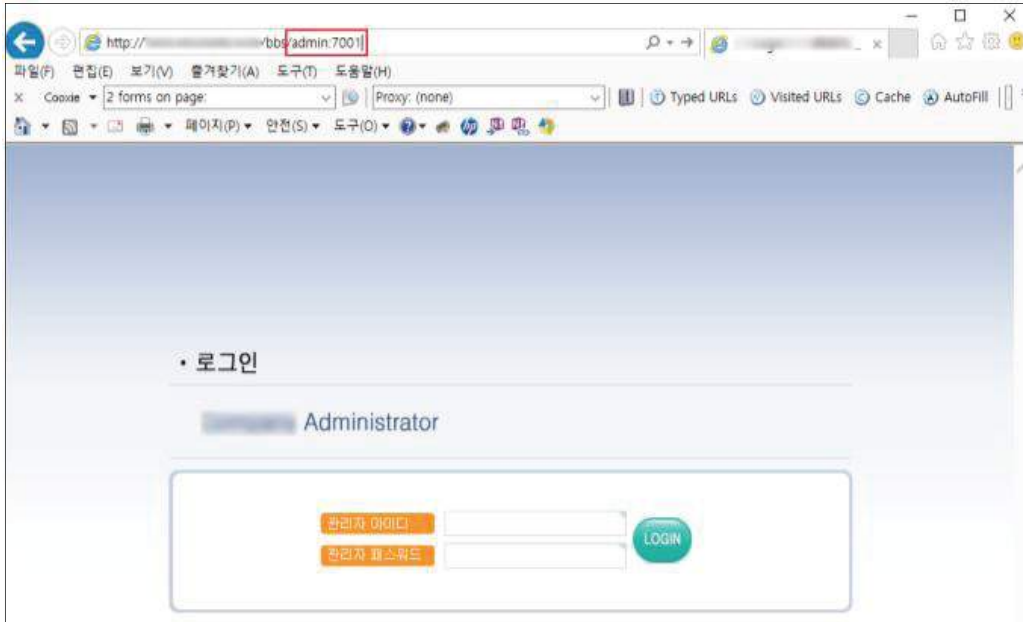 http:// /bbs/admin:7001
파일(F) 편집(E) 보기(V) 즐겨찾기(A) 도구(T) 도움말(H)
x Cooxie 2 forms on page: Proxy: (none) Typed URLs Visited URLs Cache AutoFill
페이지(P) 안전(S) 도구(O)
• 로그인
Administrator
관리자 아이디
LOGIN
관리자 패스워드